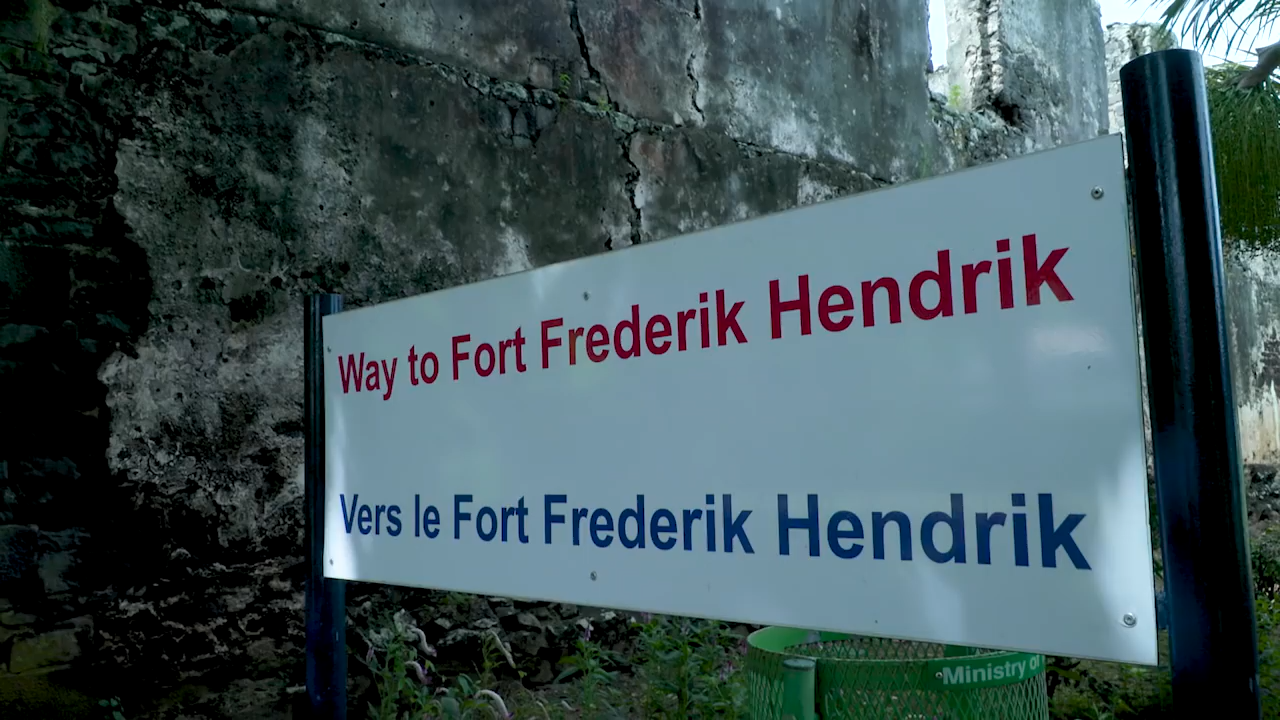 Way to Fort Frederik Hendrik
Vers le Fort Frederik Hendrik
Ministry of